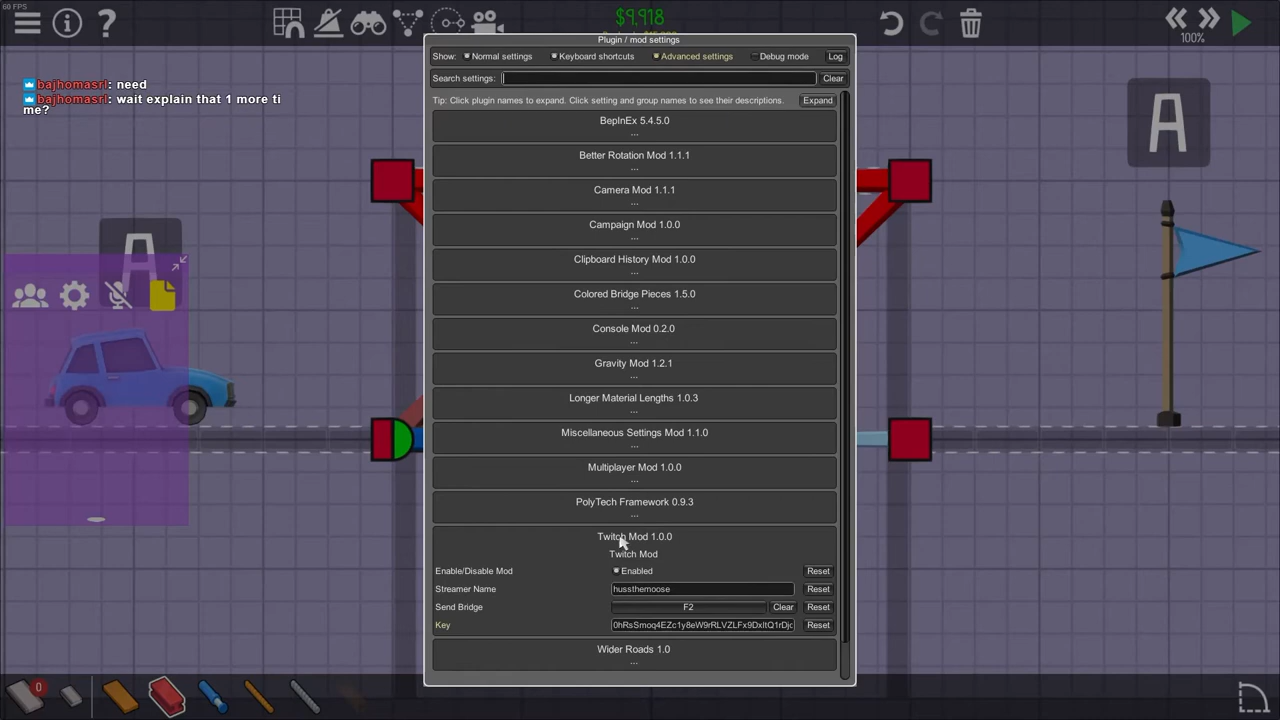 60 FPS
$9,918
100%
bajhomasrl: need
bajhomasrl: wait explain that 1 more ti
me?
A
A
Plugin / mod settings
Show: Normal settings Keyboard shortcuts Advanced settings Debug mode Log
Search settings: Clear
Tip: Click plugin names to expand. Click setting and group names to see their descriptions. Expand
BepInEx 5.4.5.0
...
Better Rotation Mod 1.1.1
...
Camera Mod 1.1.1
...
Campaign Mod 1.0.0
...
Clipboard History Mod 1.0.0
...
Colored Bridge Pieces 1.5.0
...
Console Mod 0.2.0
...
Gravity Mod 1.2.1
...
Longer Material Lengths 1.0.3
...
Miscellaneous Settings Mod 1.1.0
...
Multiplayer Mod 1.0.0
...
PolyTech Framework 0.9.3
...
Twitch Mod 1.0.0
Twitch Mod
Enable/Disable Mod Enabled Reset
Streamer Name hussthemoose Reset
Send Bridge F2 Clear Reset
Key Reset
Wider Roads 1.0
...
0